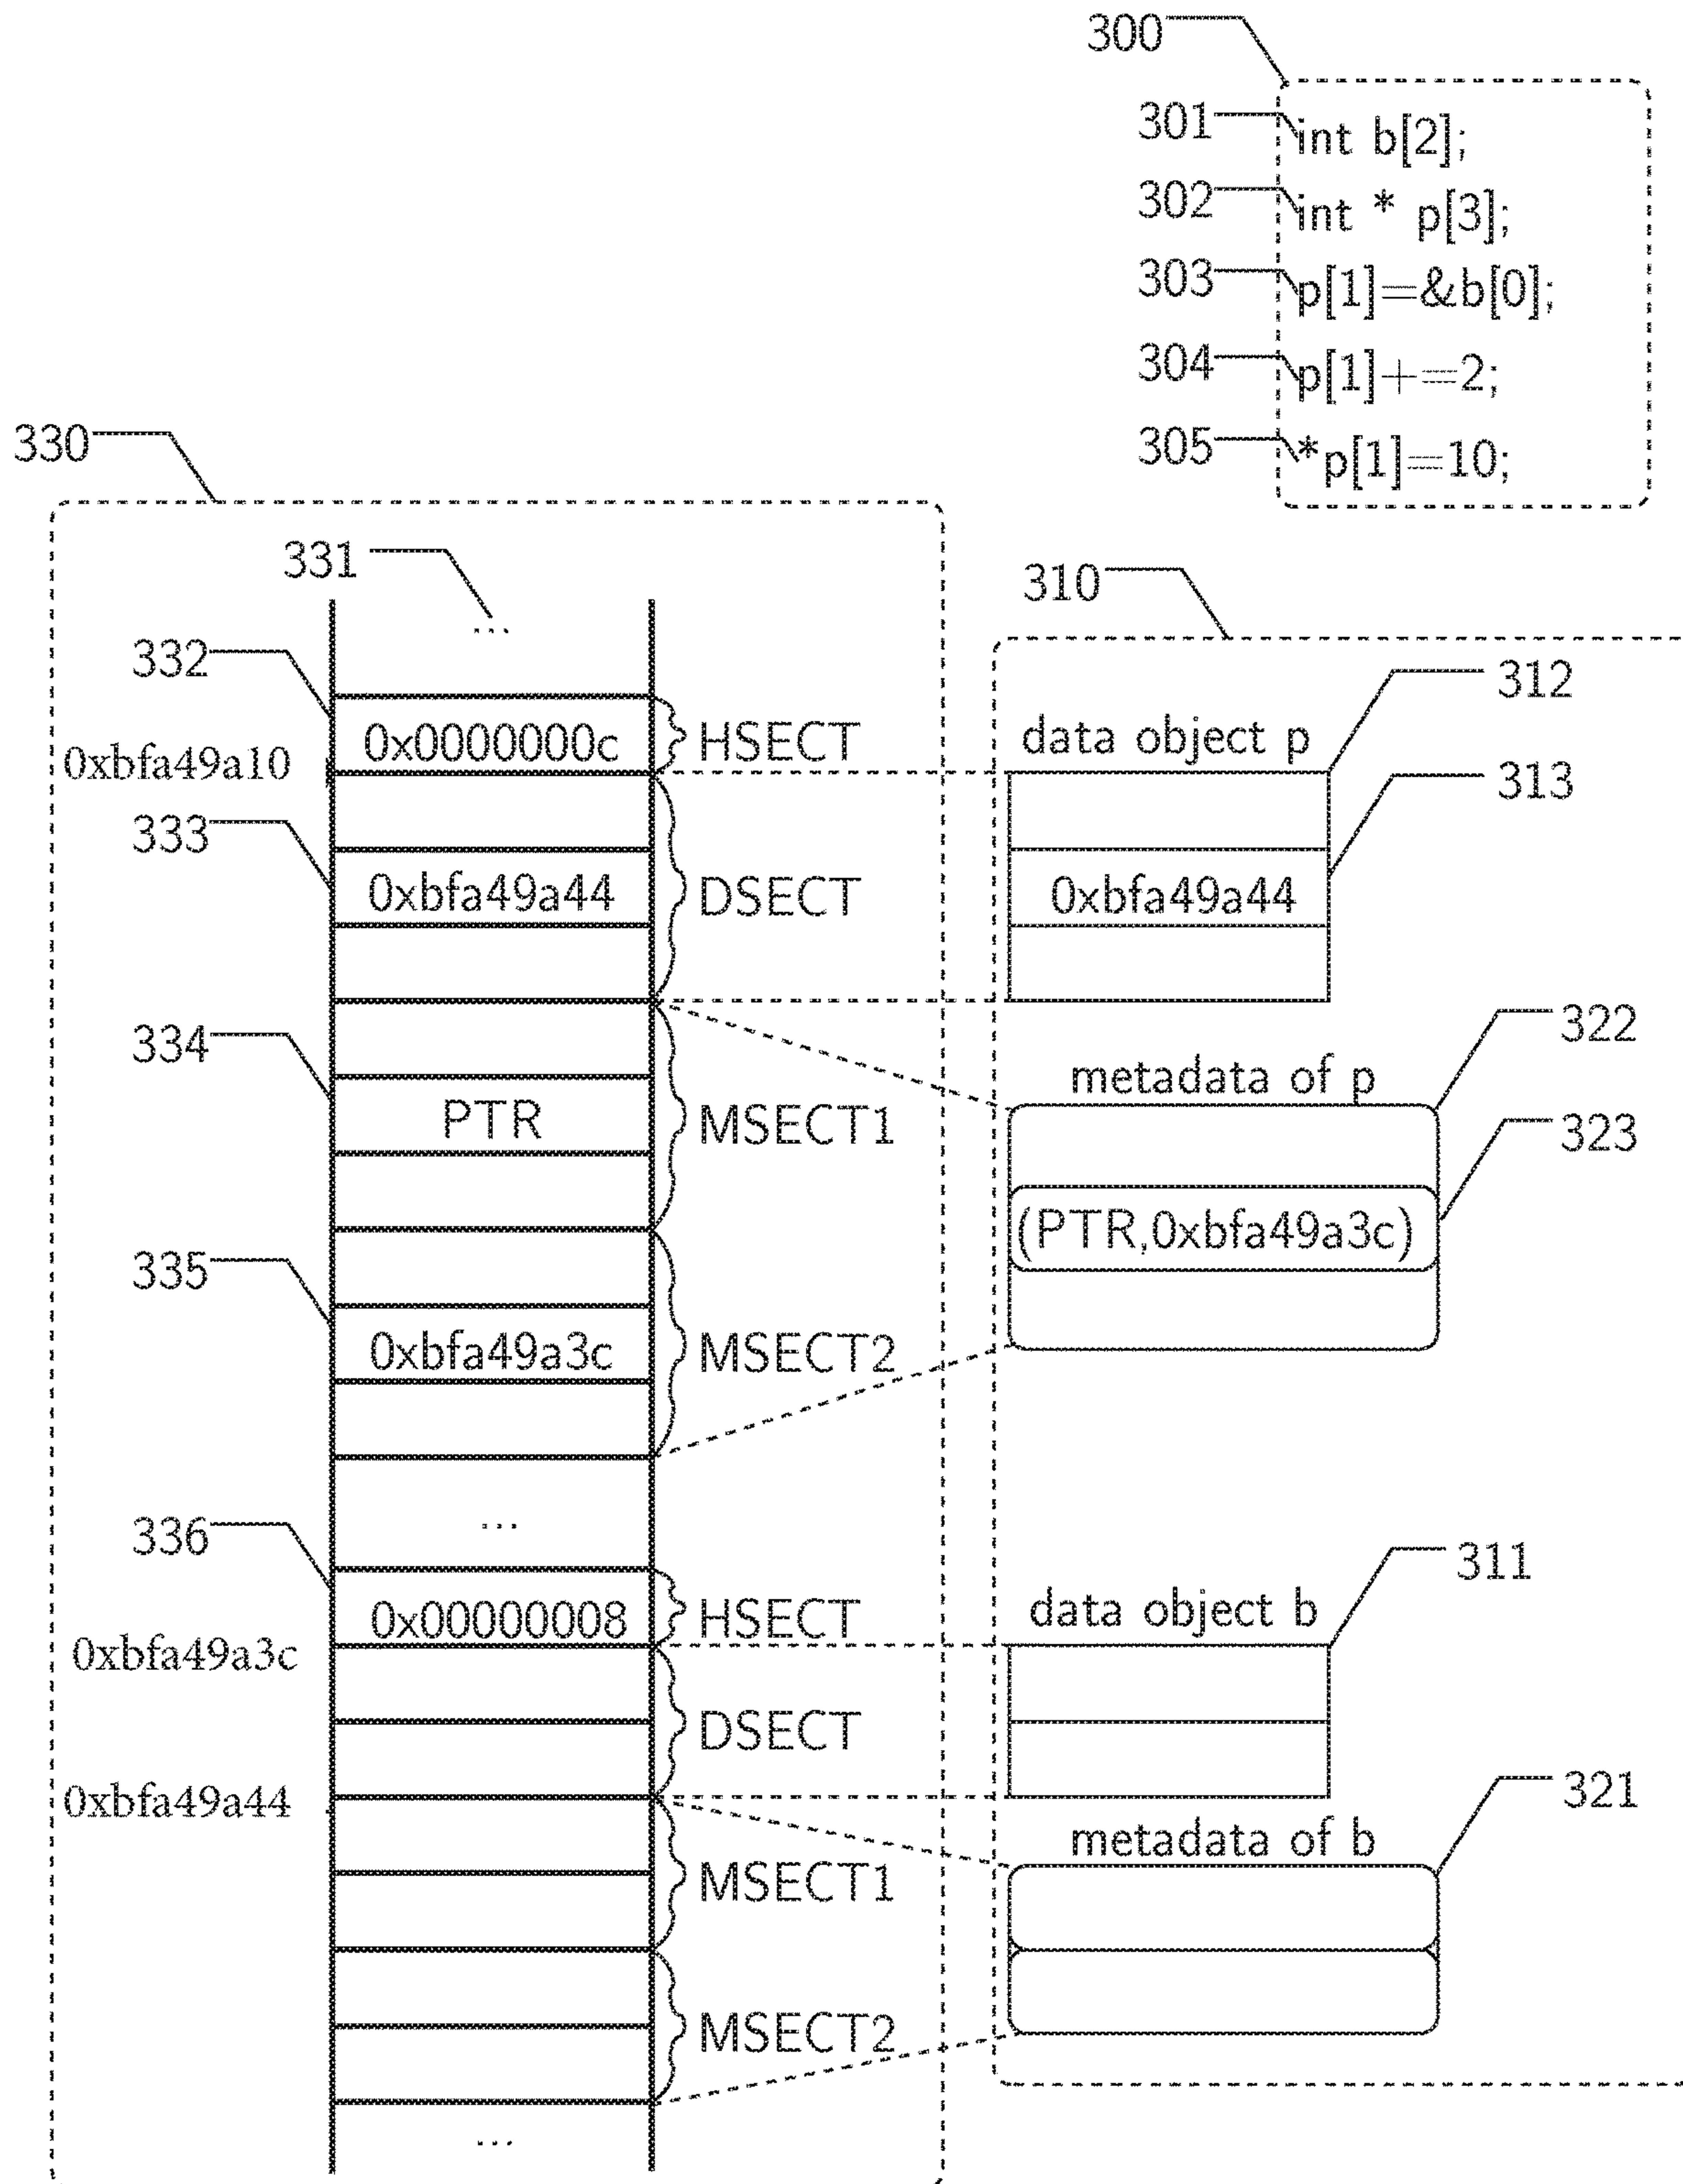 300
301 int b[2];
302 int * p[3];
303 p[1]=&b[0];
304 p[1]+=2;
305 *p[1]=10;
330
331
...
310
332
312
0x0000000c HSECT data object p
0xbfa49a10
313
333
0xbfa49a44 DSECT 0xbfa49a44
322
334
metadata of p
PTR MSECT1
323
(PTR,0xbfa49a3c)
335
0xbfa49a3c MSECT2
...
336
311
0x00000008 HSECT data object b
0xbfa49a3c
DSECT
321
0xbfa49a44
metadata of b
MSECT1
MSECT2
...